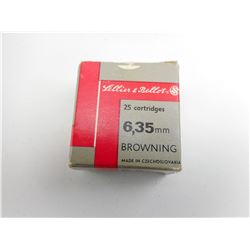 Sellier & Bellot
25 cartridges
6,35mm
BROWNING
MADE IN CZECHOSLOVAKIA